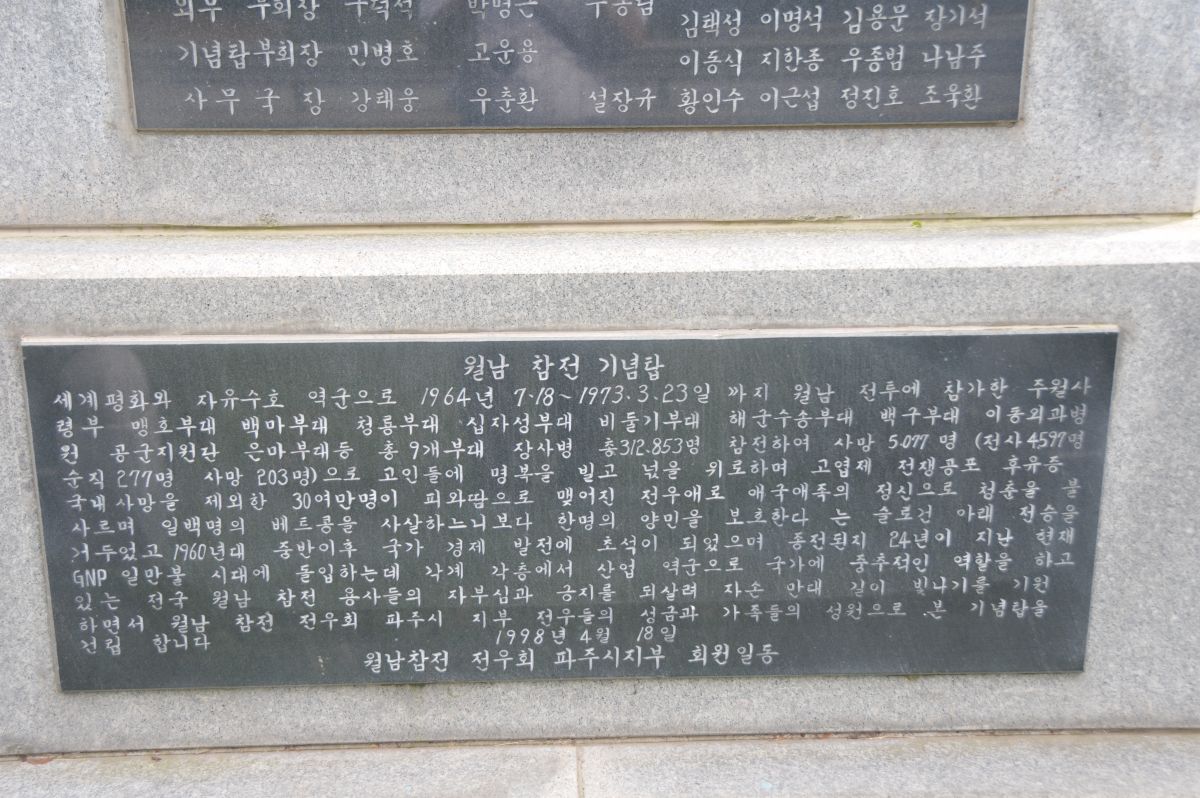 외무 부회장 구덕석 박명근
김택성 이명석 김용문 장기석
기념탑부회장 민병호 고운용 이동식 지한종 우종범 나남주
사무국장 강태웅 우춘환 설장규 황인수 이근섭 정진호 조욱환
월남 참전 기념탑
세계평화와 자유수호 역군으로 1964년 7·18~1973.3.23일 까지 월남 전투에 참가한 주월사
령부 맹호부대 백마부대 청룡부대 십자성부대 비둘기부대 해군수송부대 백구부대 이동외과병
원 공군지원단 은마부대등 총9개부대 장사병 총312.853명 참전하여 사망 5.077명 (전사4597명
순직 277명 사망 203명)으로 고인들에 명복을 빌고 넋을 위로하며 고엽제 전쟁공포 후유증
국내사망을 제외한 30여만명이 피와땀으로 맺어진 전우애로 애국애족의 정신으로 청춘을 불
사르며 일백명의 베트콩을 사살하느니보다 한명의 양민을 보호한다 는 슬로건 아래 전승을
거두었고 1960년대 중반이후 국가 경제 발전에 초석이 되었으며 종전된지 24년이 지난 현재
GNP 일만불 시대에 돌입하는데 각계 각층에서 산업 역군으로 국가에 중추적인 역할을 하고
있는 전국 월남 참전 용사들의 자부심과 긍지를 되살려 자손 만대 길이 빛나기를 기원
하면서 월남 참전 전우회 파주시 지부 전우들의 성금과 가족들의 성원으로 본 기념탑을
건립 합니다 1998년 4월 18일
월남참전 전우회 파주시지부 회원일동